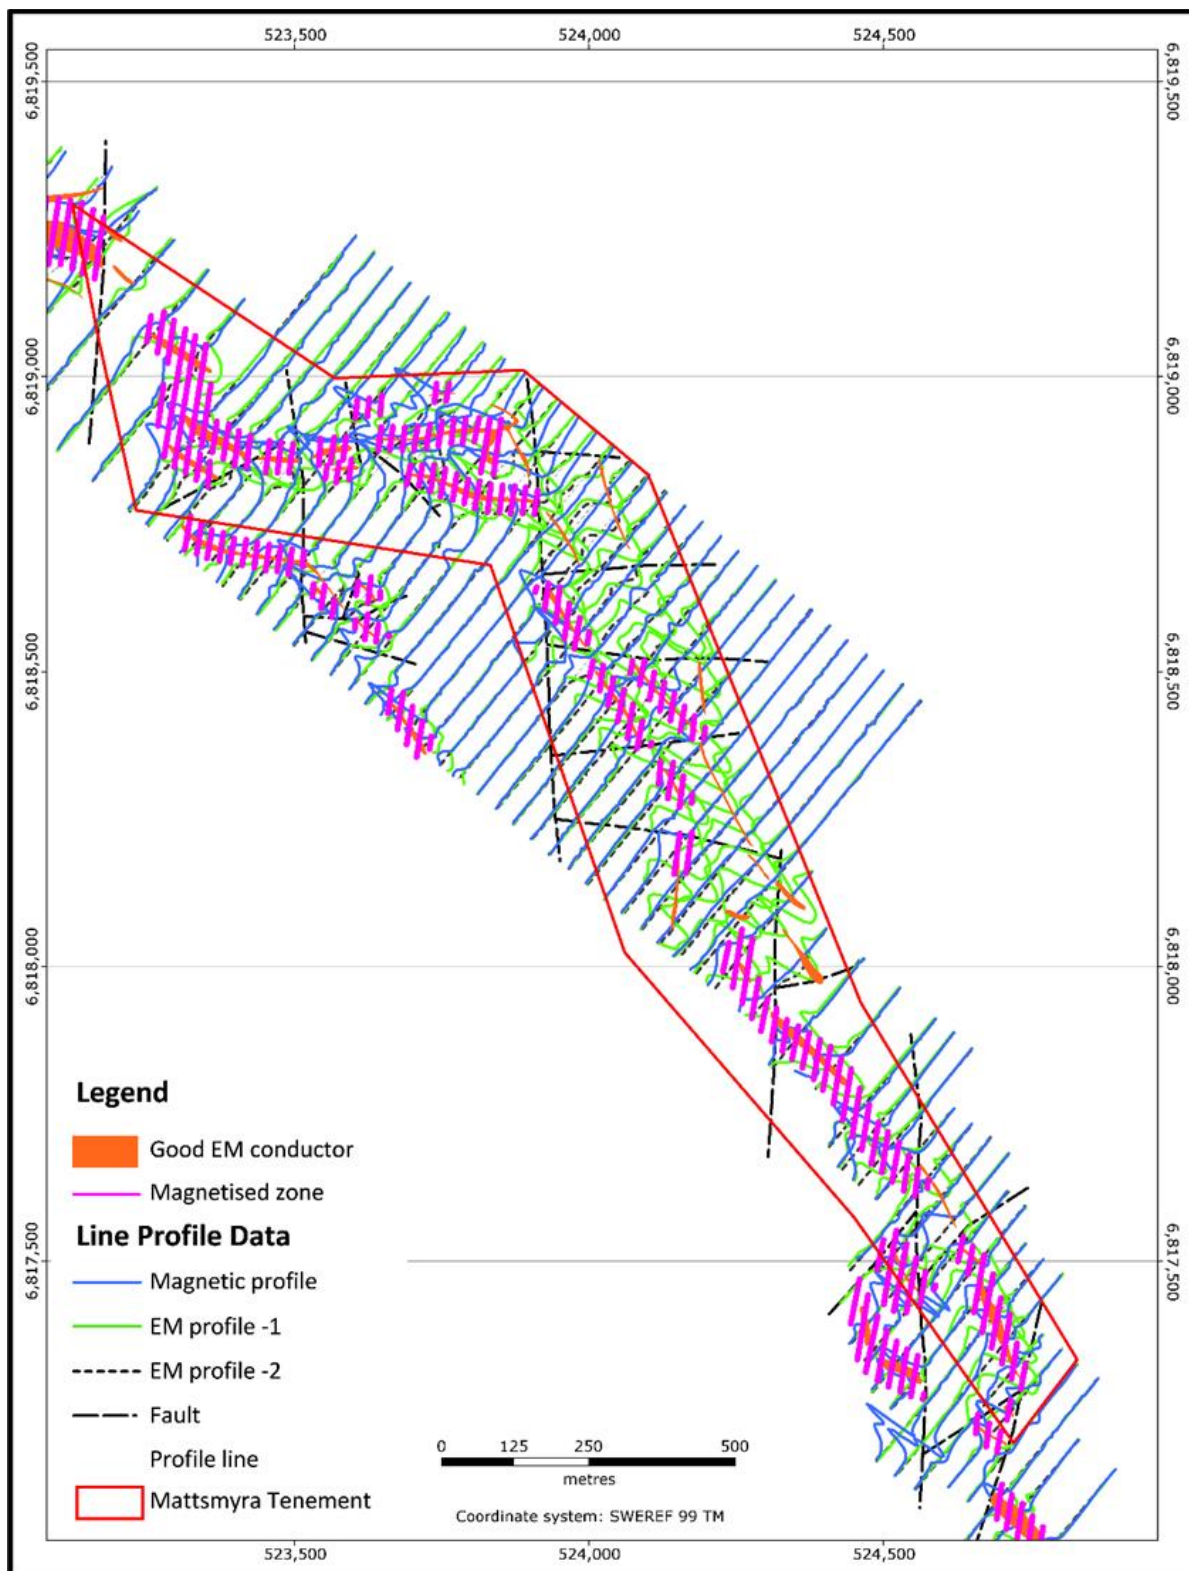 523,500 524,000 524,500
6,819,500 6,819,500
6,819,000 6,819,000
6,818,500 6,818,500
6,818,000 6,818,000
6,817,500 6,817,500
Legend
Good EM conductor
Magnetised zone
Line Profile Data
Magnetic profile
EM profile -1
EM profile -2
Fault
Profile line
Mattsmyra Tenement
0 125 250 500
metres
Coordinate system: SWEREF 99 TM
523,500 524,000 524,500